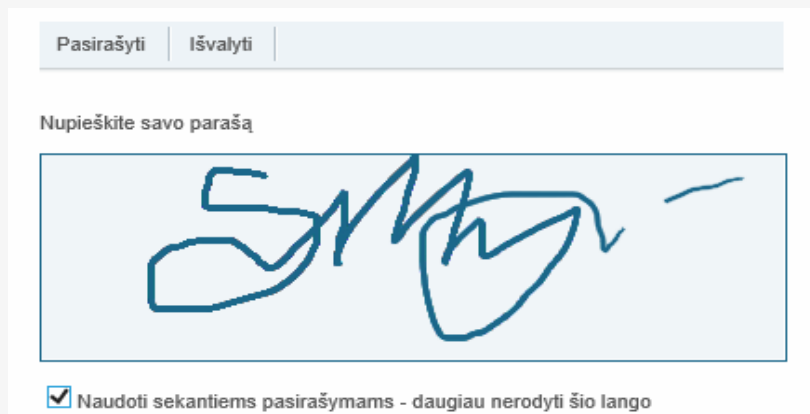 Pasirašyti Išvalyti
Nupieškite savo parašą
Naudoti sekantiems pasirašymams - daugiau nerodyti šio lango